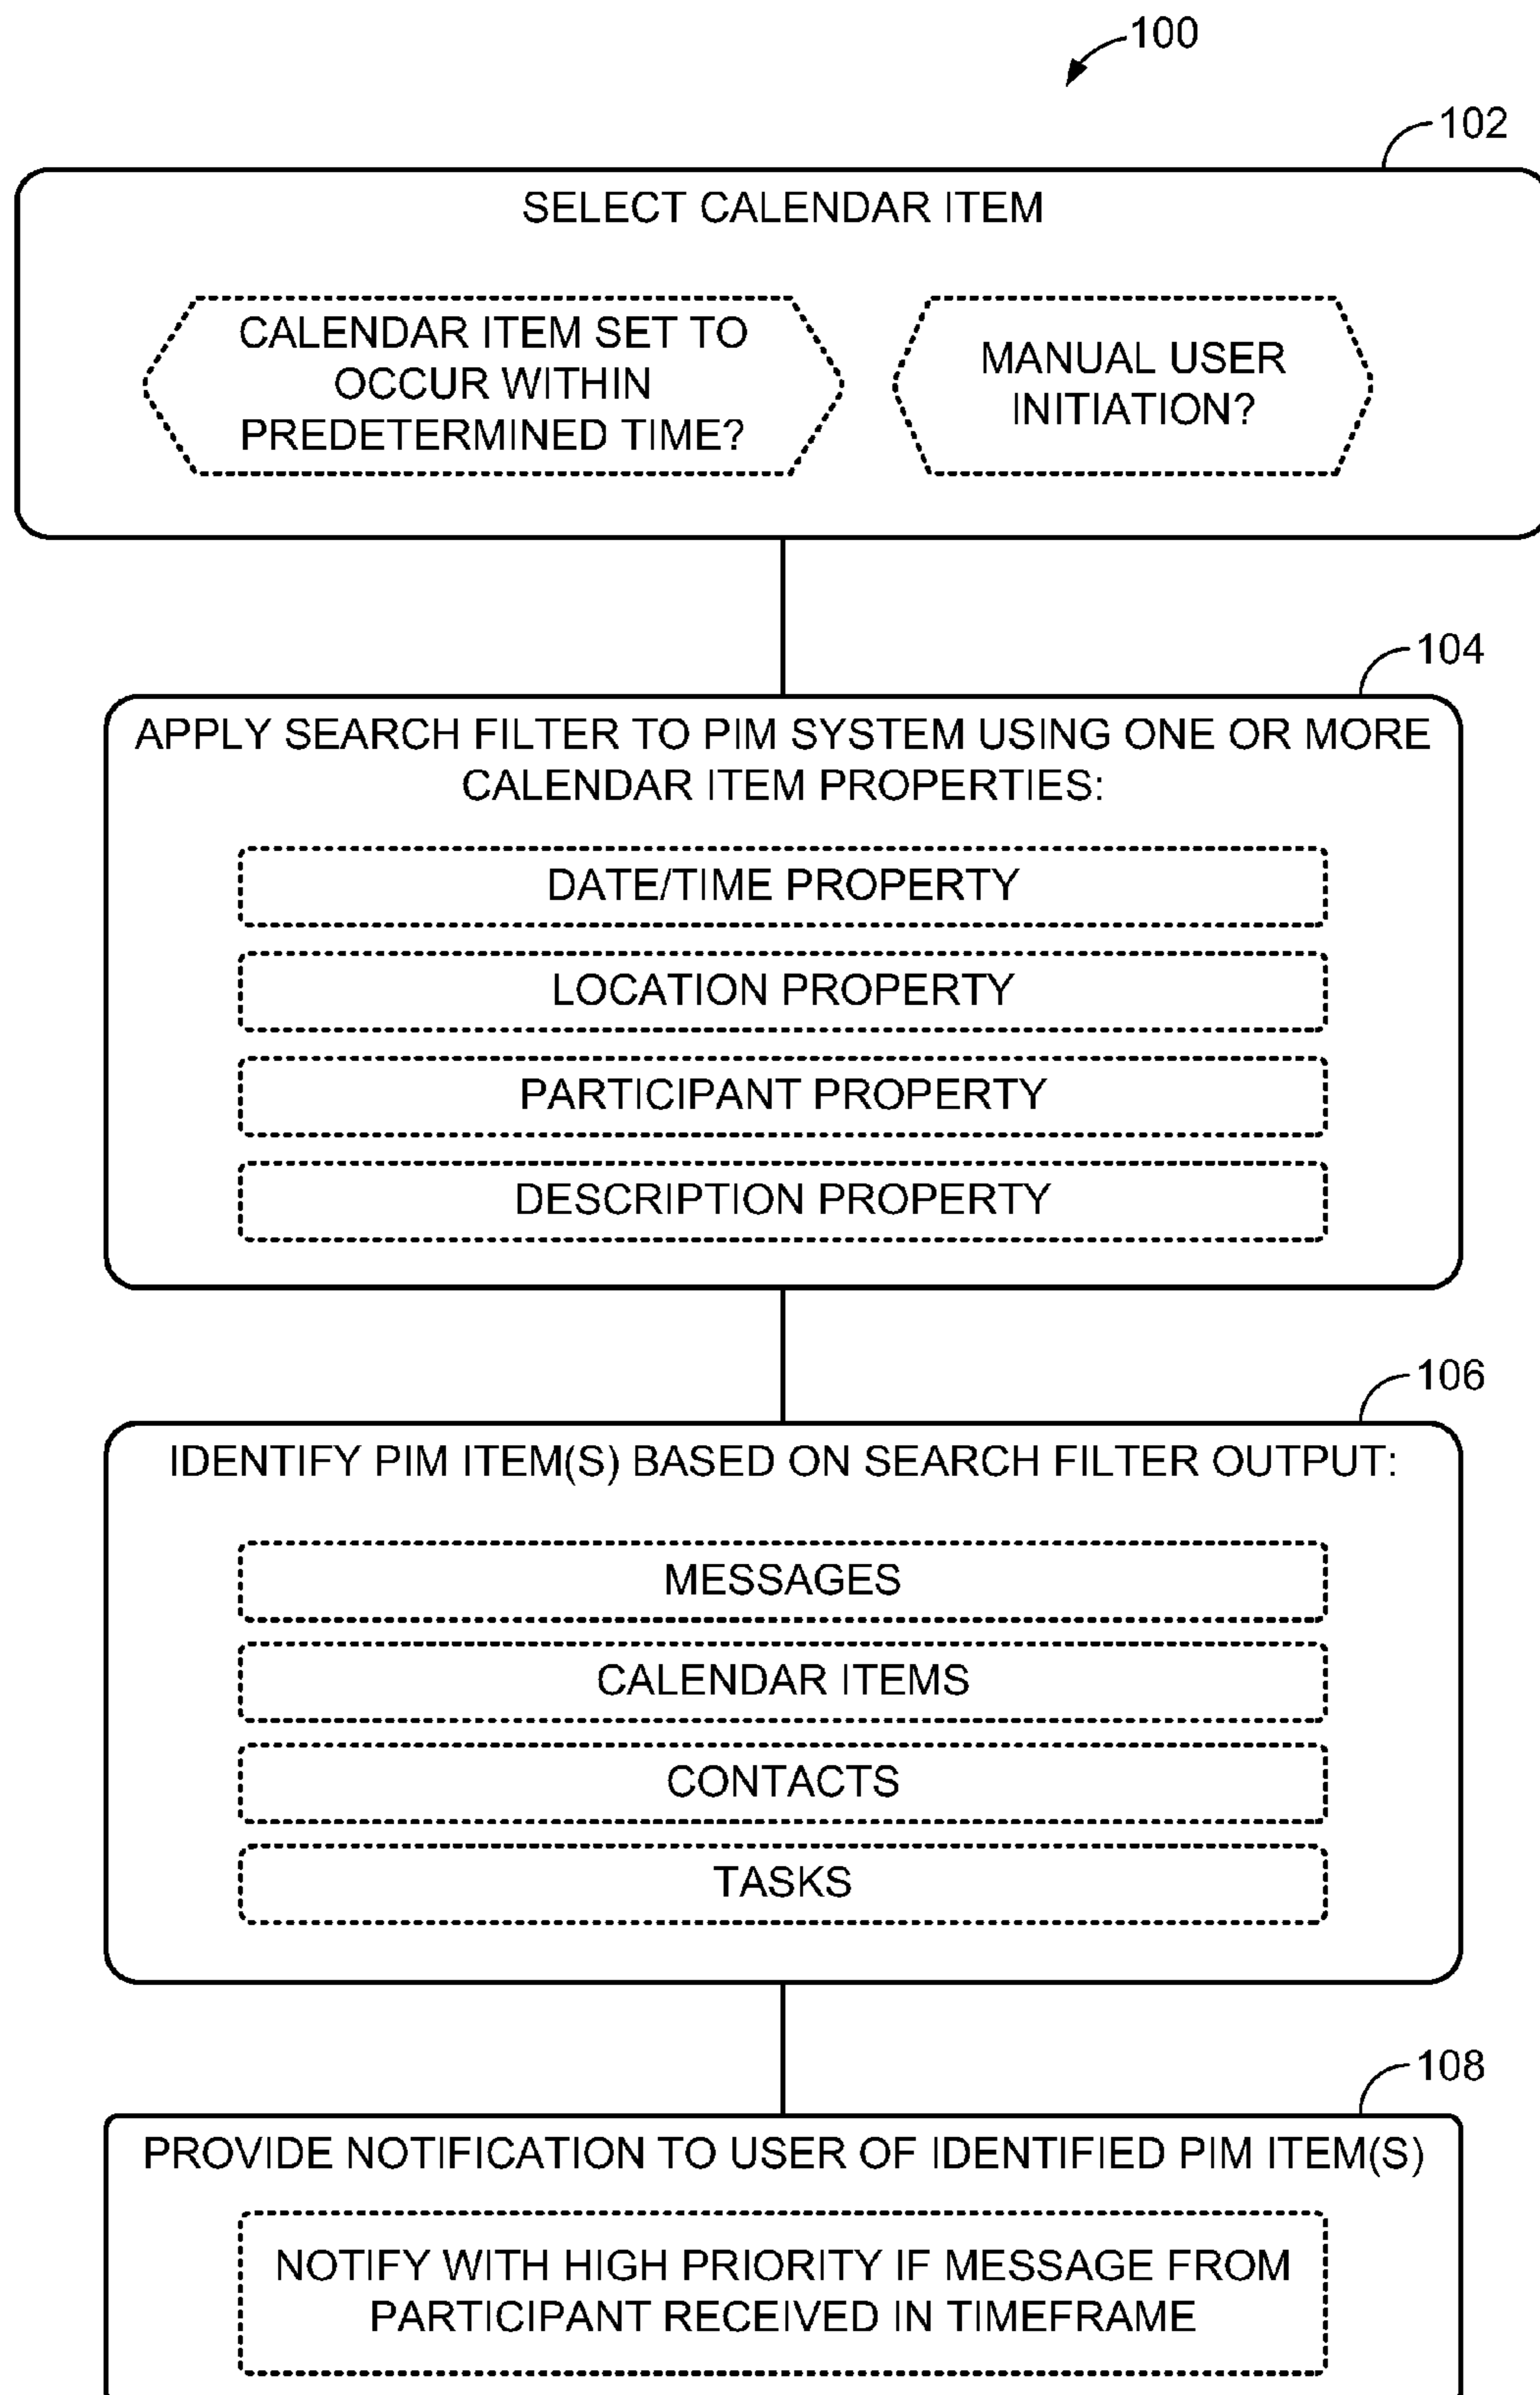 100
102
SELECT CALENDAR ITEM
CALENDAR ITEM SET TO
OCCUR WITHIN
PREDETERMINED TIME?
MANUAL USER
INITIATION?
104
APPLY SEARCH FILTER TO PIM SYSTEM USING ONE OR MORE
CALENDAR ITEM PROPERTIES:
DATE/TIME PROPERTY
LOCATION PROPERTY
PARTICIPANT PROPERTY
DESCRIPTION PROPERTY
106
IDENTIFY PIM ITEM(S) BASED ON SEARCH FILTER OUTPUT:
MESSAGES
CALENDAR ITEMS
CONTACTS
TASKS
108
PROVIDE NOTIFICATION TO USER OF IDENTIFIED PIM ITEM(S)
NOTIFY WITH HIGH PRIORITY IF MESSAGE FROM
PARTICIPANT RECEIVED IN TIMEFRAME